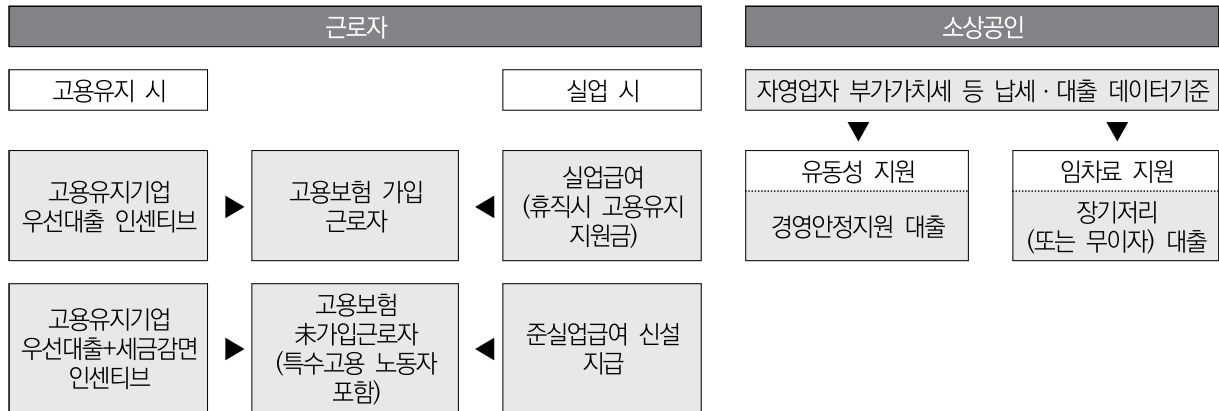 근로자
고용유지 시
실업 시
고용유지기업
우선대출 인센티브
고용보험 가입
근로자
실업급여
(휴직시 고용유지
지원금)
고용유지기업
우선대출+세금감면
인센티브
고용보험
未가입근로자
(특수고용 노동자
포함)
준실업급여 신설
지급
소상공인
자영업자 부가가치세 등 납세·대출 데이터기준
유동성 지원
경영안정지원 대출
임차료 지원
장기저리
(또는 무이자) 대출